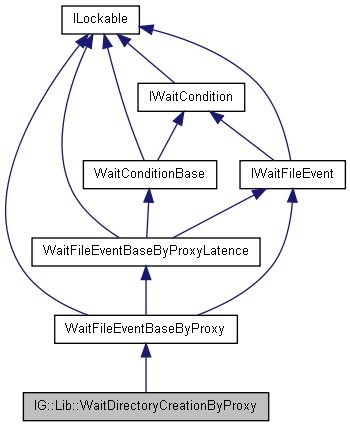 ILockable
IWaitCondition
WaitConditionBase
IWaitFileEvent
WaitFileEventBaseByProxyLatence
WaitFileEventBaseByProxy
IG::Lib::WaitDirectoryCreationByProxy